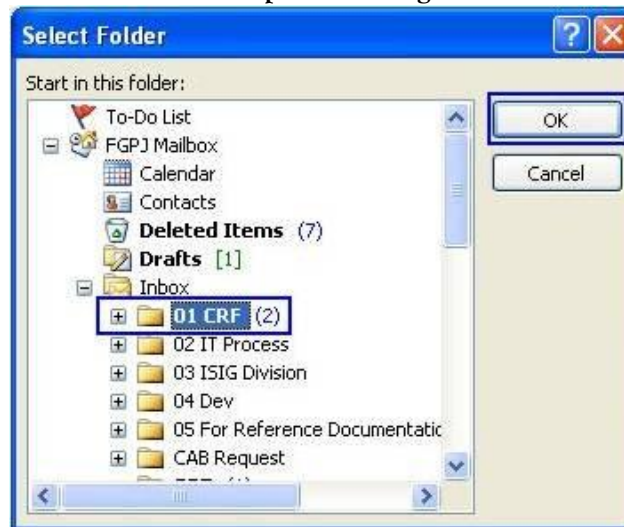 Select Folder
Start in this folder:
To-Do List
FGPJ Mailbox
Calendar
Contacts
Deleted Items (7)
Drafts [1]
Inbox
01 CRF (2)
02 IT Process
03 ISIG Division
04 Dev
05 For Reference Documentatic
CAB Request
OK
Cancel